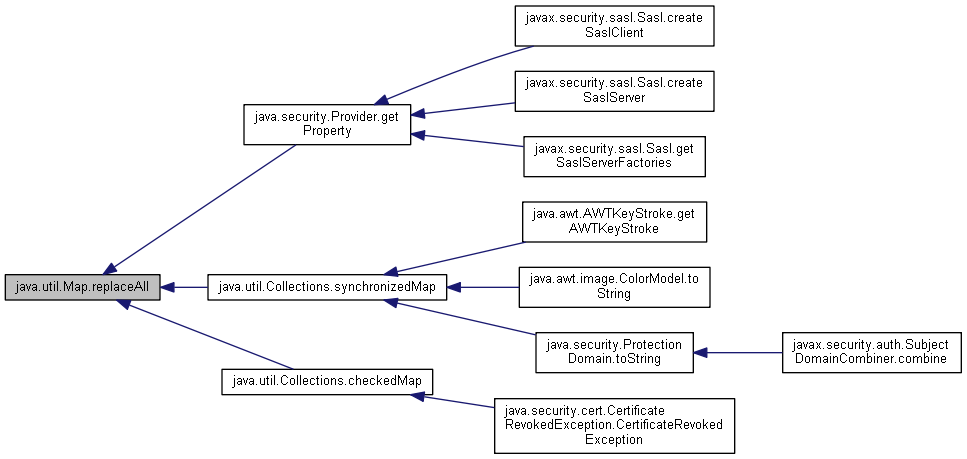 javax.security.sasl.Sasl.create
SaslClient
javax.security.sasl.Sasl.create
SaslServer
java.security.Provider.get
Property
javax.security.sasl.Sasl.get
SaslServerFactories
java.awt.AWTKeyStroke.get
AWTKeyStroke
java.util.Map.replaceAll
java.util.Collections.synchronizedMap
java.awt.image.ColorModel.to
String
java.security.Protection
Domain.toString
javax.security.auth.Subject
DomainCombiner.combine
java.util.Collections.checkedMap
java.security.cert.Certificate
RevokedException.CertificateRevoked
Exception